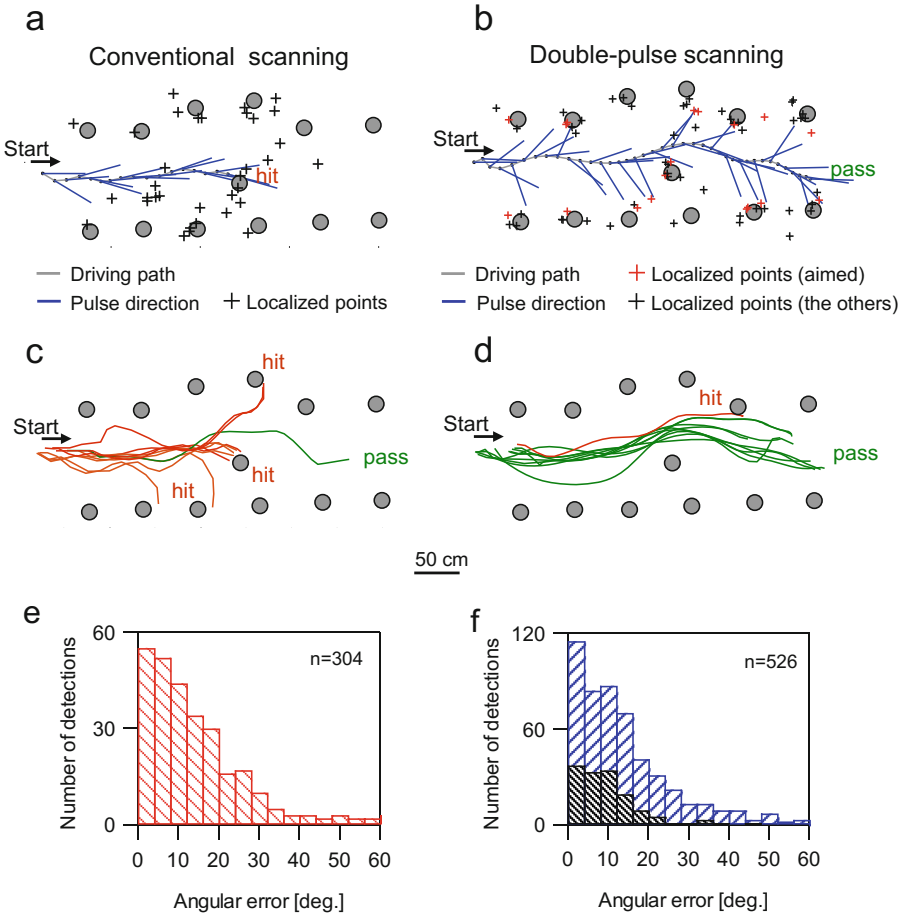 a
Conventional scanning
Start
hit
Driving path
Pulse direction
Localized points
b
Double-pulse scanning
Start
pass
Driving path
Localized points (aimed)
Pulse direction
Localized points (the others)
c
hit
Start
hit
pass
hit
d
hit
Start
pass
50 cm
e
Number of detections
60
30
0
n=304
0 10 20 30 40 50 60
Angular error [deg.]
f
Number of detections
120
60
0
n=526
0 10 20 30 40 50 60
Angular error [deg.]